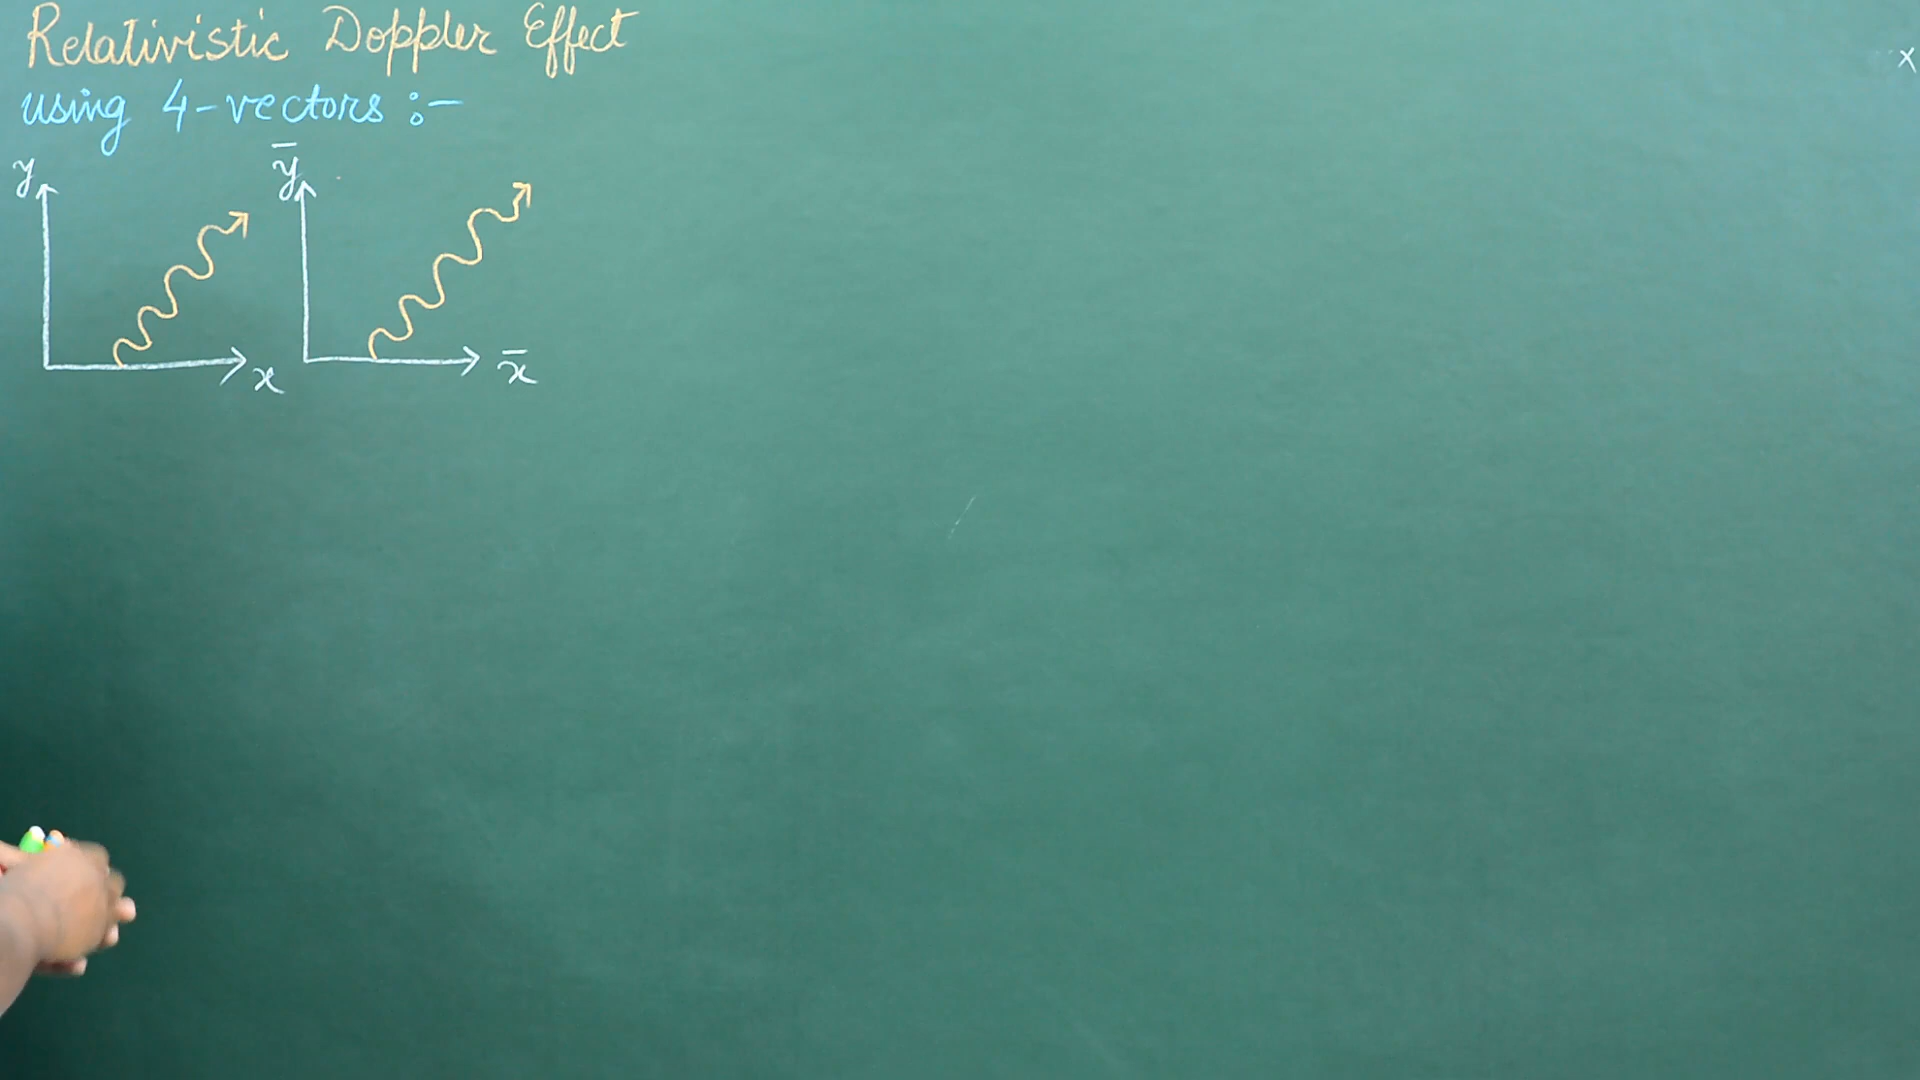 Relativistic Doppler Effect
using 4-vectors :-
y
ȳ
x
x̄
x